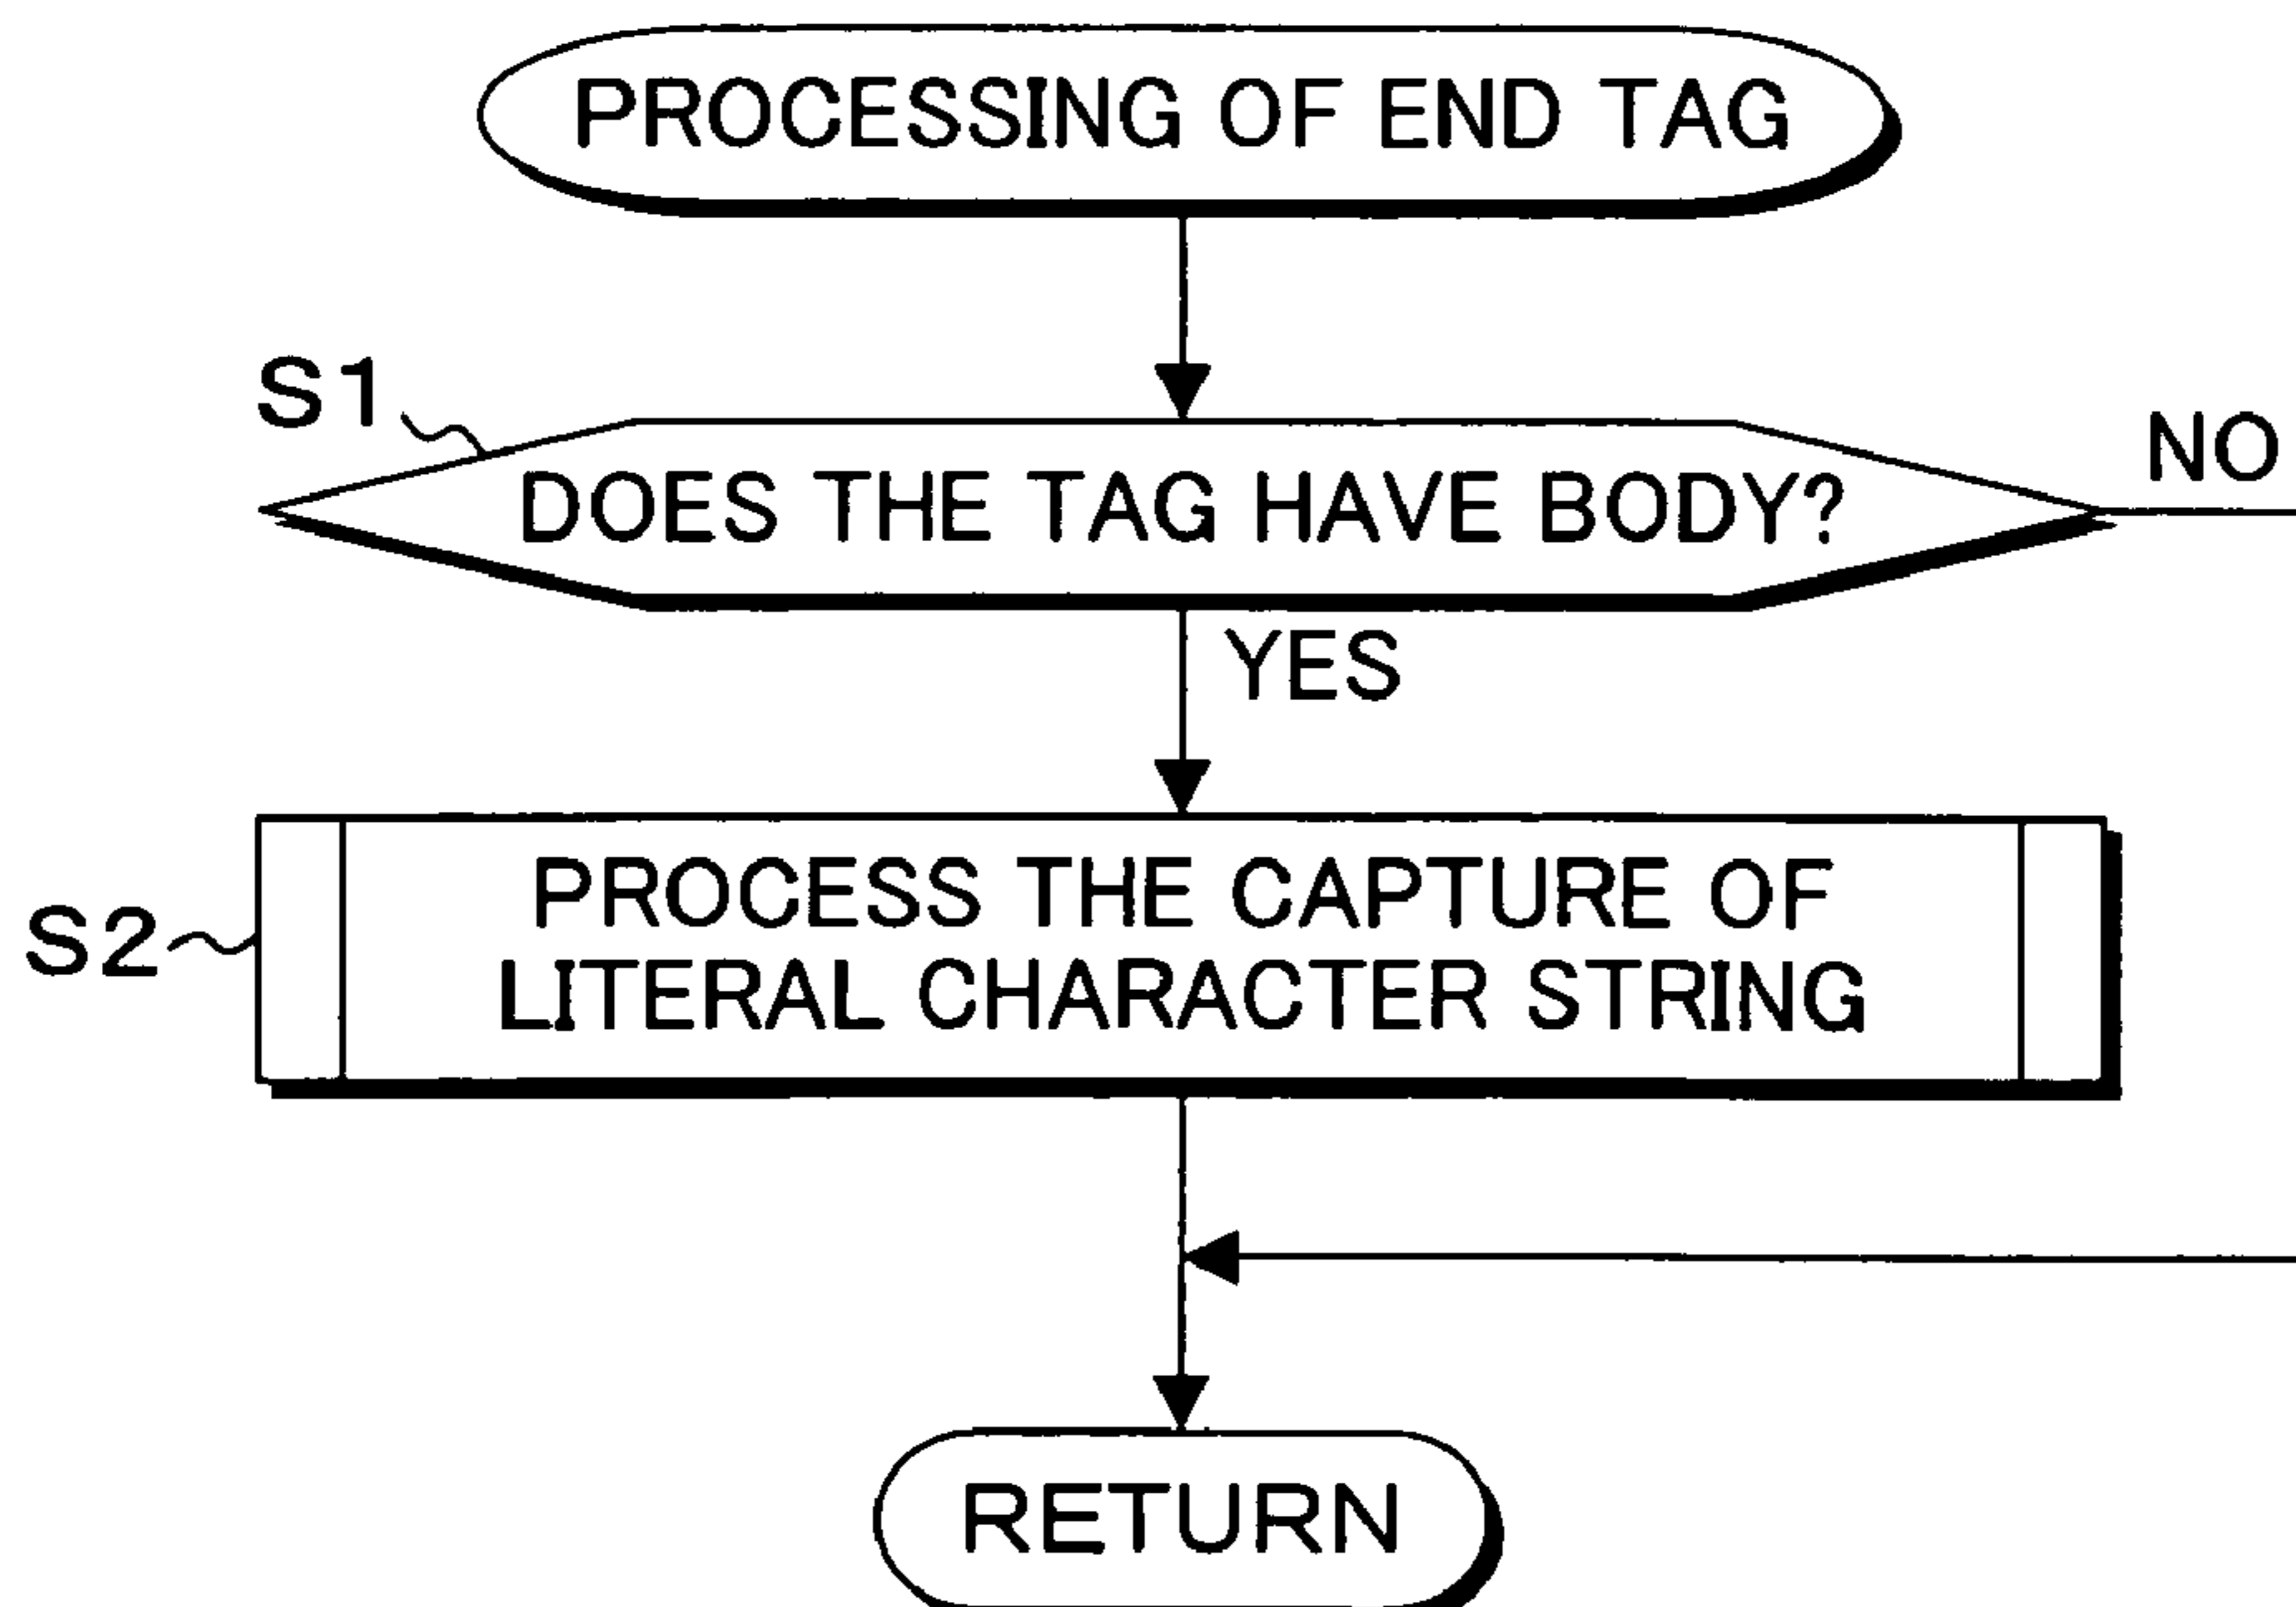 PROCESSING OF END TAG
S1
DOES THE TAG HAVE BODY?
NO
YES
S2
PROCESS THE CAPTURE OF
LITERAL CHARACTER STRING
RETURN